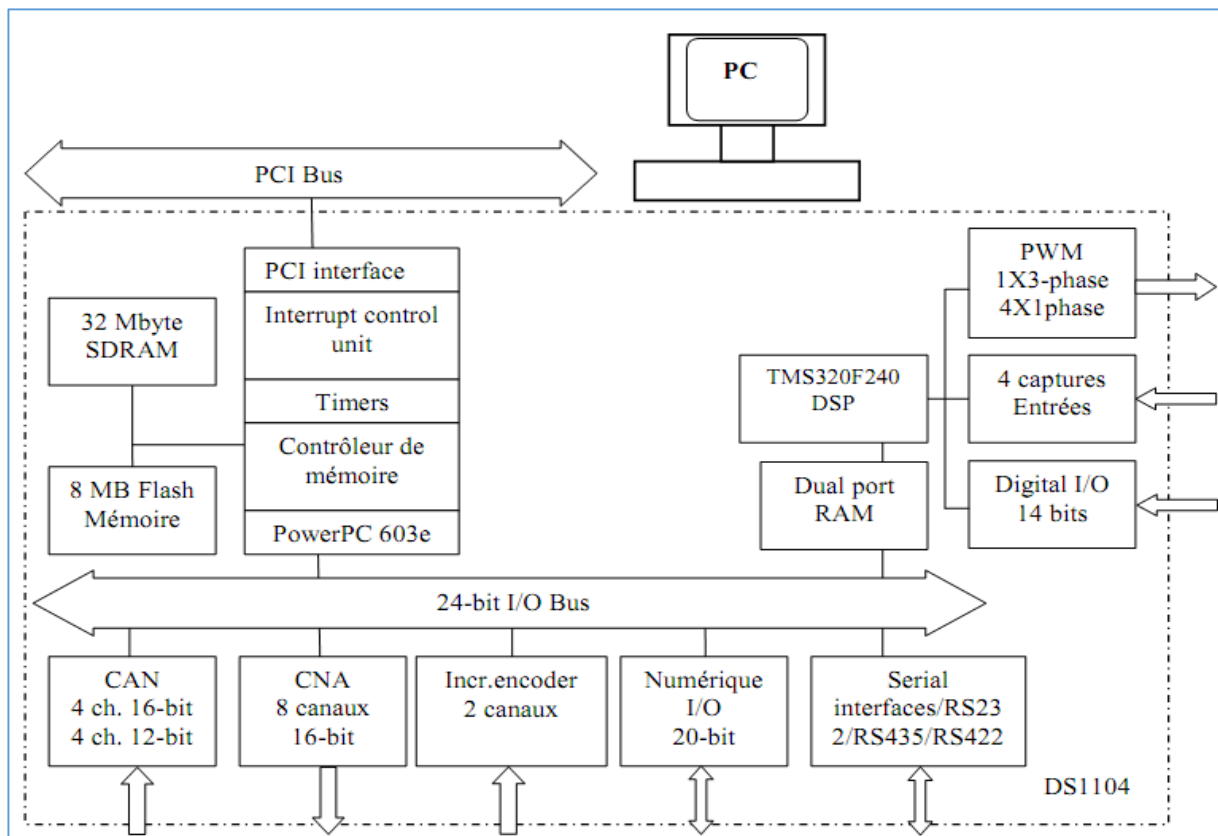 PC
PCI Bus
PCI interface
Interrupt control
unit
Timers
Contrôleur de
mémoire
PowerPC 603e
32 Mbyte
SDRAM
8 MB Flash
Mémoire
PWM
1X3-phase
4X1phase
TMS320F240
DSP
4 captures
Entrées
Dual port
RAM
Digital I/O
14 bits
24-bit I/O Bus
CAN
4 ch. 16-bit
4 ch. 12-bit
CNA
8 canaux
16-bit
Incr.encoder
2 canaux
Numérique
I/O
20-bit
Serial
interfaces/RS23
2/RS435/RS422
DS1104